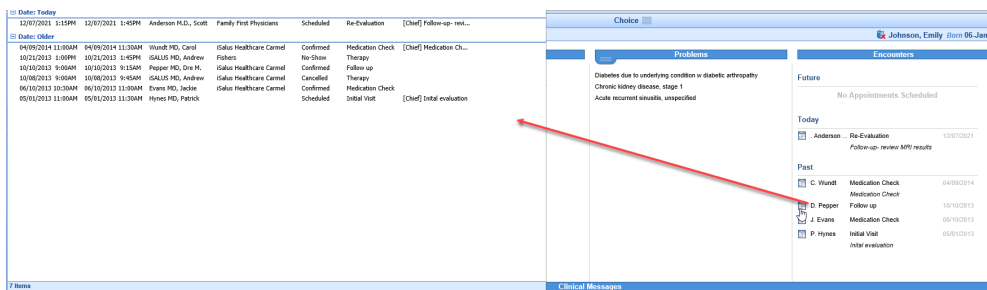 Date: Today
12/07/2021 1:15PM 12/07/2021 1:45PM Anderson M.D., Scott Family First Physicians Scheduled Re-Evaluation [Chief] Follow-up- revi...
Date: Older
04/09/2014 11:00AM 04/09/2014 11:30AM Wundt MD, Carol iSalus Healthcare Carmel Confirmed Medication Check [Chief] Medication Ch...
10/21/2013 1:00PM 10/21/2013 1:45PM iSALUS MD, Andrew Fishers No-Show Therapy
10/10/2013 9:00AM 10/10/2013 9:15AM Pepper MD, Dre M. iSalus Healthcare Carmel Confirmed Follow up
10/08/2013 9:00AM 10/08/2013 9:45AM iSALUS MD, Andrew iSalus Healthcare Carmel Cancelled Therapy
06/10/2013 10:30AM 06/10/2013 11:00AM Evans MD, Jackie iSalus Healthcare Carmel Confirmed Medication Check
05/01/2013 11:00AM 05/01/2013 11:30AM Hynes MD, Patrick Scheduled Initial Visit [Chief] Inital evaluation
7 Items
Choice
Johnson, Emily Born 06-Jan
Problems
Diabetes due to underlying condition w diabetic arthropathy
Chronic kidney disease, stage 1
Acute recurrent sinusitis, unspecified
Encounters
Future
No Appointments Scheduled
Today
. Anderson ... Re-Evaluation 12/07/2021
Follow-up- review MRI results
Past
C. Wundt Medication Check 04/09/2014
Medication Check
D. Pepper Follow up 10/10/2013
J. Evans Medication Check 06/10/2013
P. Hynes Initial Visit 05/01/2013
Inital evaluation
Clinical Messages